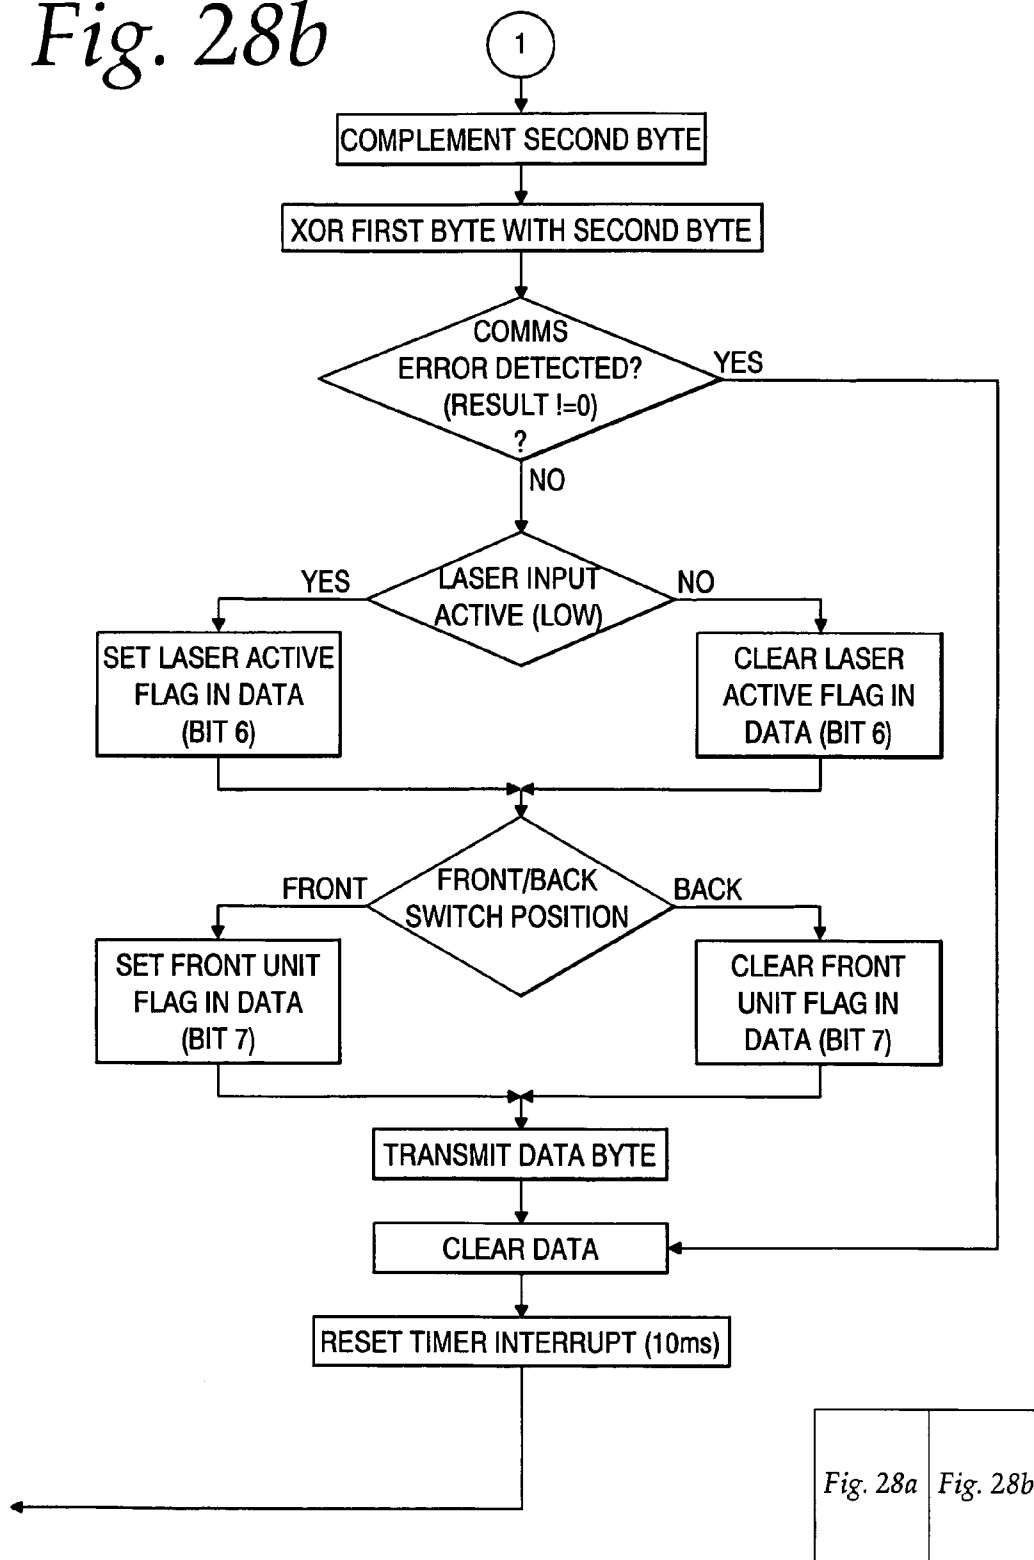 Fig. 28b
1
COMPLEMENT SECOND BYTE
XOR FIRST BYTE WITH SECOND BYTE
COMMS
ERROR DETECTED?
(RESULT !=0)
?
YES
NO
LASER INPUT
ACTIVE (LOW)
YES
NO
SET LASER ACTIVE
FLAG IN DATA
(BIT 6)
CLEAR LASER
ACTIVE FLAG IN
DATA (BIT 6)
FRONT/BACK
SWITCH POSITION
FRONT
BACK
SET FRONT UNIT
FLAG IN DATA
(BIT 7)
CLEAR FRONT
UNIT FLAG IN
DATA (BIT 7)
TRANSMIT DATA BYTE
CLEAR DATA
RESET TIMER INTERRUPT (10ms)
Fig. 28a
Fig. 28b